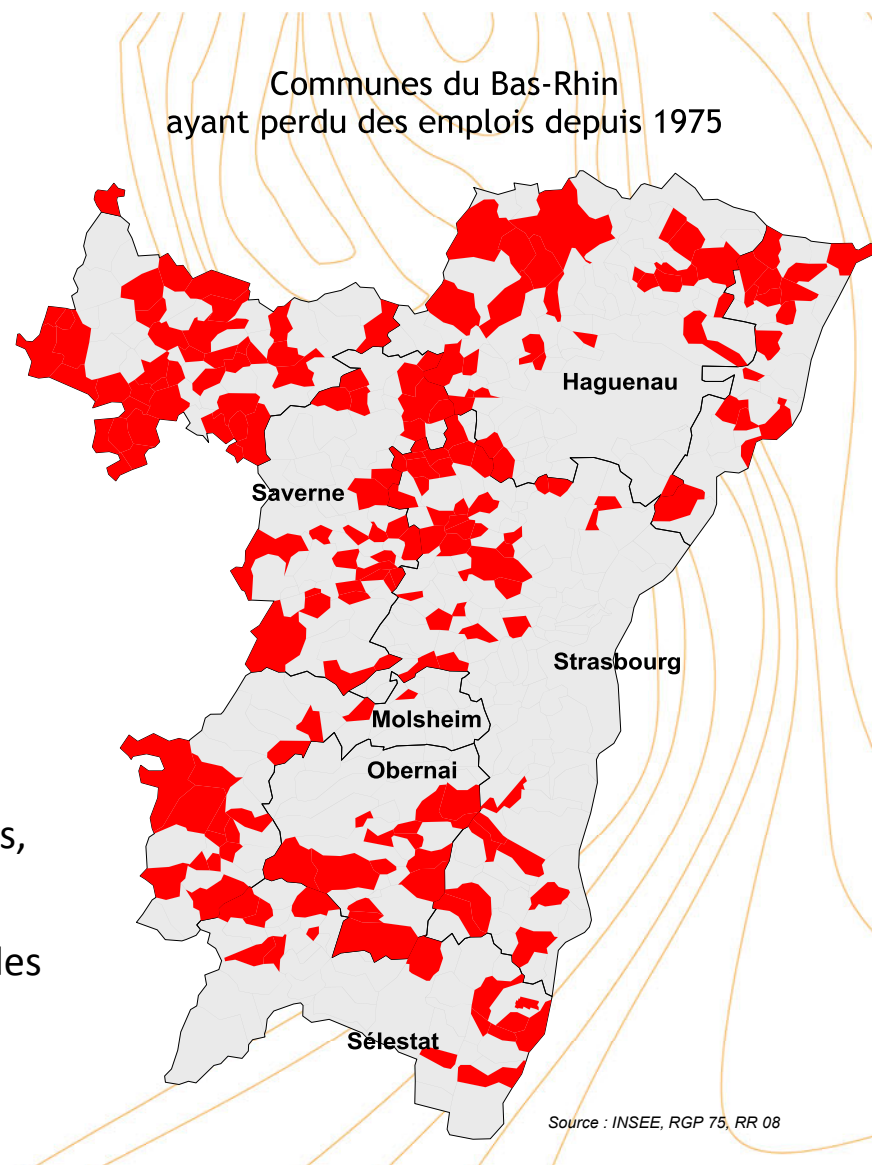 Communes du Bas-Rhin
ayant perdu des emplois depuis 1975
Haguenau
Saverne
Strasbourg
Molsheim
Obernai
s,
les
Sélestat
Source : INSEE, RGP 75, RR 08